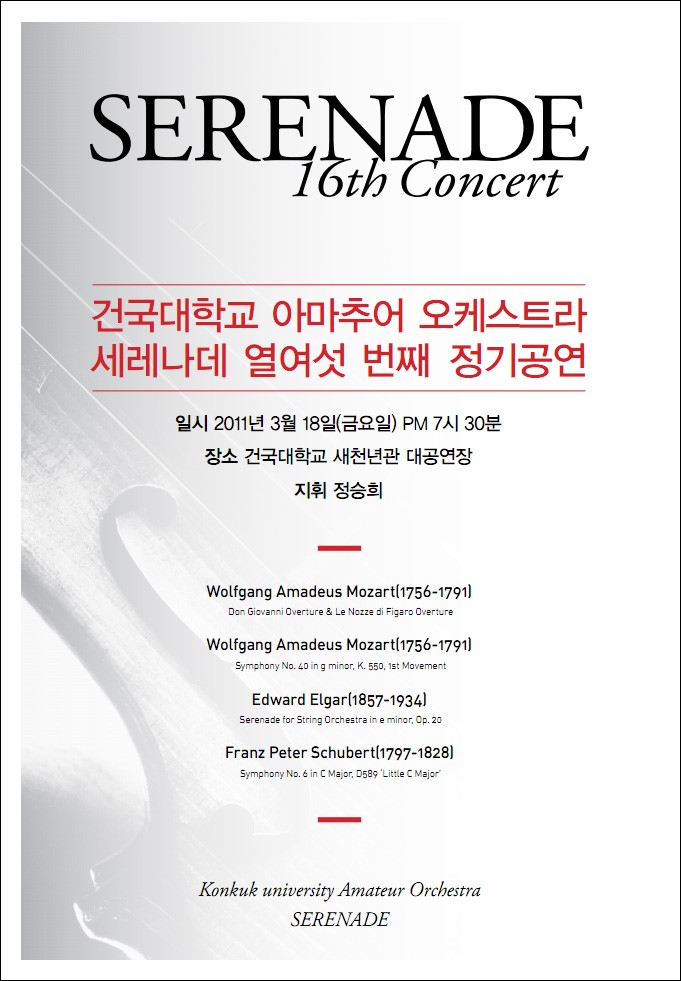 SERENADE
16th Concert
건국대학교 아마추어 오케스트라
세레나데 열여섯 번째 정기공연
일시 2011년 3월 18일(금요일) PM 7시 30분
장소 건국대학교 새천년관 대공연장
지휘 정승희
Wolfgang Amadeus Mozart(1756-1791)
Don Giovanni Overture & Le Nozze di Figaro Overture
Wolfgang Amadeus Mozart(1756-1791)
Symphony No. 40 in g minor, K. 550, 1st Movement
Edward Elgar(1857-1934)
Serenade for String Orchestra in e minor, Op. 20
Franz Peter Schubert(1797-1828)
Symphony No. 6 in C Major, D589 'Little C Major'
Konkuk university Amateur Orchestra
SERENADE